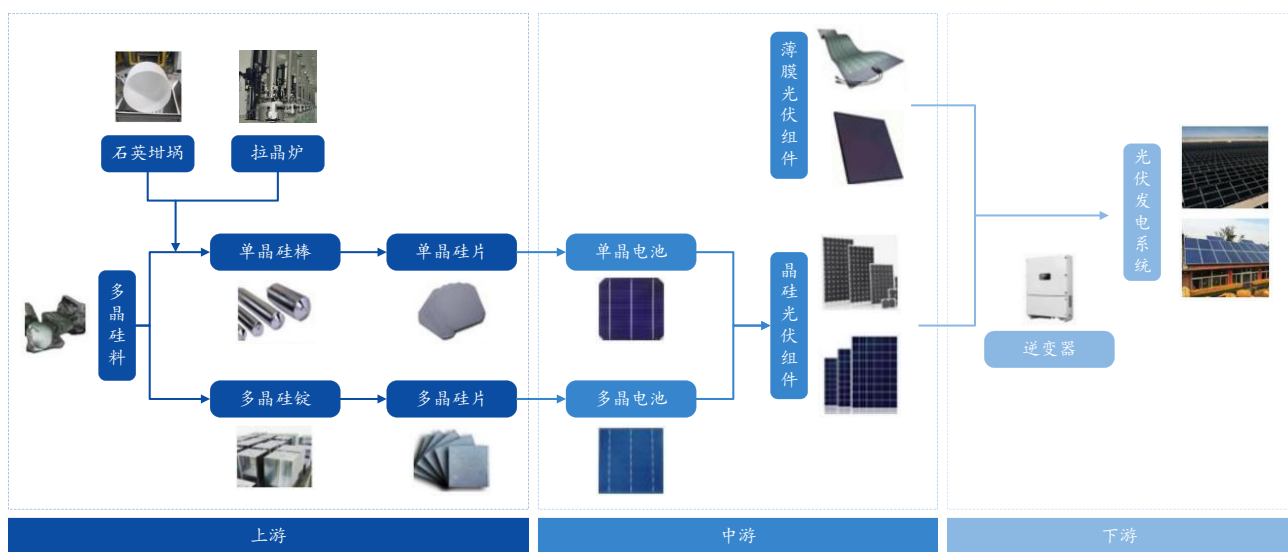 石英坩埚
拉晶炉
多晶硅料
单晶硅棒
单晶硅片
多晶硅锭
多晶硅片
单晶电池
多晶电池
薄膜光伏组件
晶硅光伏组件
逆变器
光伏发电系统
上游
中游
下游